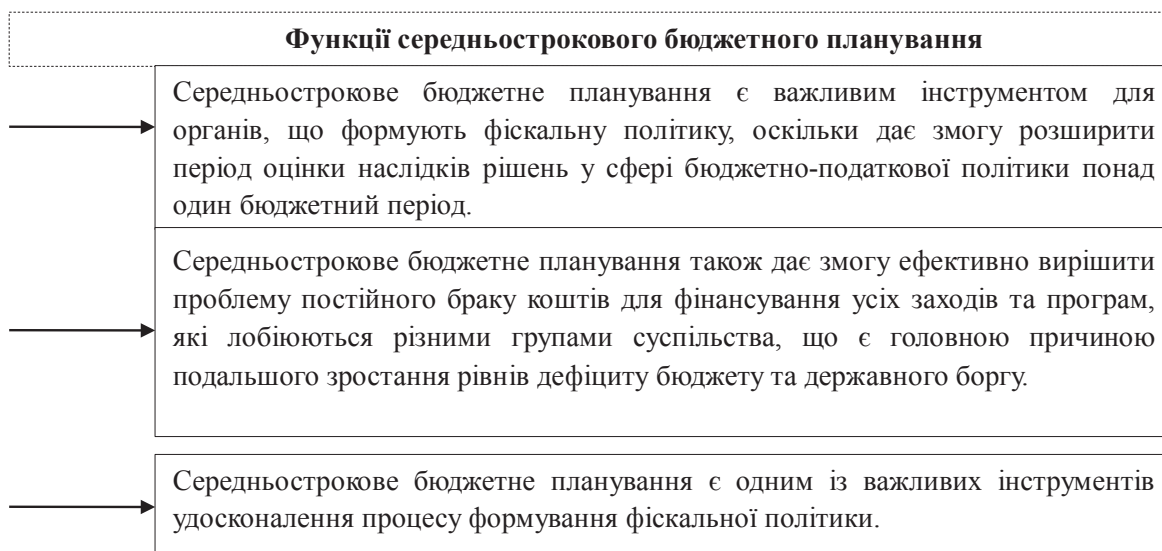 Функції середньострокового бюджетного планування
Середньострокове бюджетне планування є важливим інструментом для
органів, що формують фіскальну політику, оскільки дає змогу розширити
період оцінки наслідків рішень у сфері бюджетно-податкової політики понад
один бюджетний період.
Середньострокове бюджетне планування також дає змогу ефективно вирішити
проблему постійного браку коштів для фінансування усіх заходів та програм,
які лобіюються різними групами суспільства, що є головною причиною
подальшого зростання рівнів дефіциту бюджету та державного боргу.
Середньострокове бюджетне планування є одним із важливих інструментів
удосконалення процесу формування фіскальної політики.